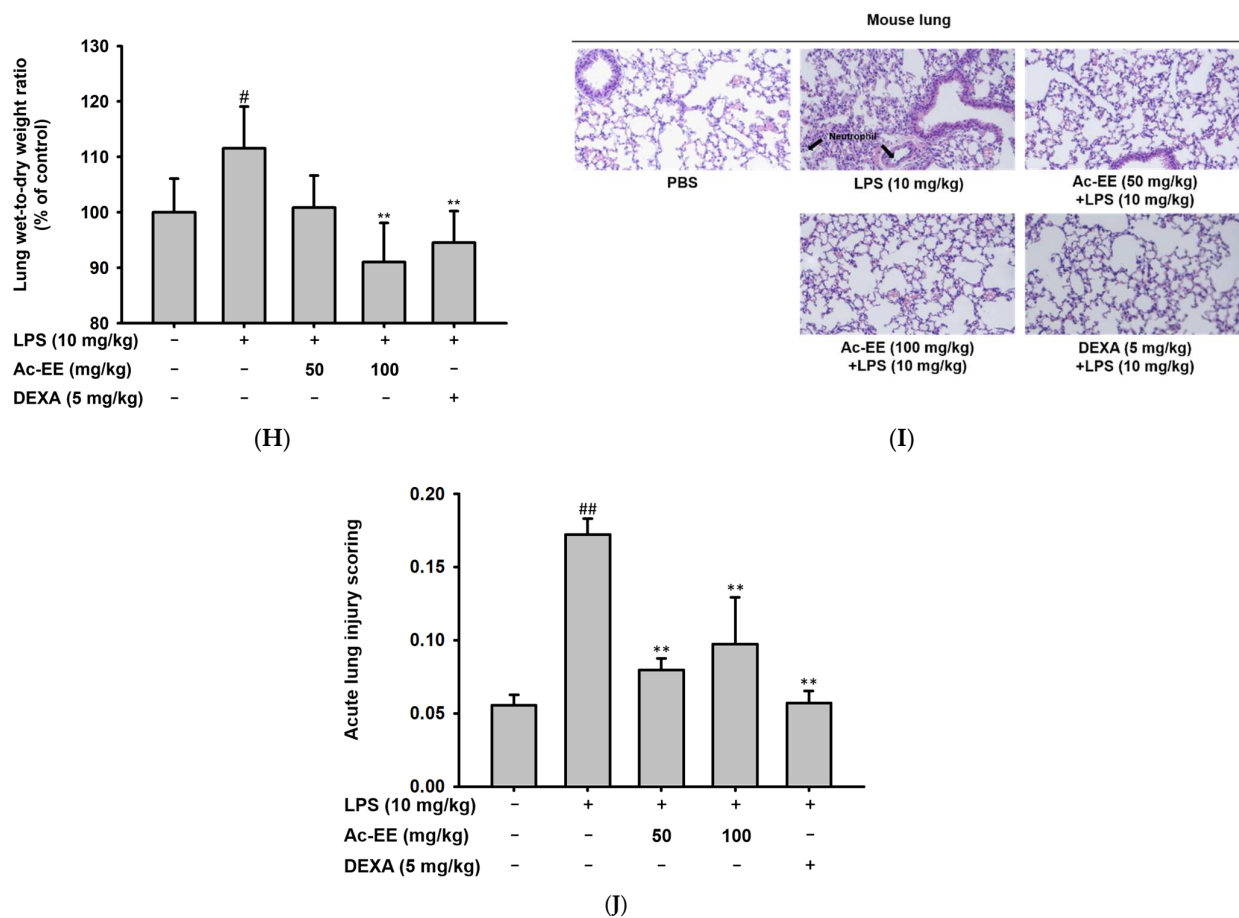 130
120
110
100
90
80
Lung wet-to-dry weight ratio
(% of control)
#
**
**
LPS (10 mg/kg) − + + + +
Ac-EE (mg/kg) − − 50 100 −
DEXA (5 mg/kg) − − − − +
(H)
Mouse lung
Neutrophil
PBS
LPS (10 mg/kg)
Ac-EE (50 mg/kg)
+LPS (10 mg/kg)
Ac-EE (100 mg/kg)
+LPS (10 mg/kg)
DEXA (5 mg/kg)
+LPS (10 mg/kg)
(I)
0.20
0.15
0.10
0.05
0.00
Acute lung injury scoring
##
**
**
**
LPS (10 mg/kg) − + + + +
Ac-EE (mg/kg) − − 50 100 −
DEXA (5 mg/kg) − − − − +
(J)